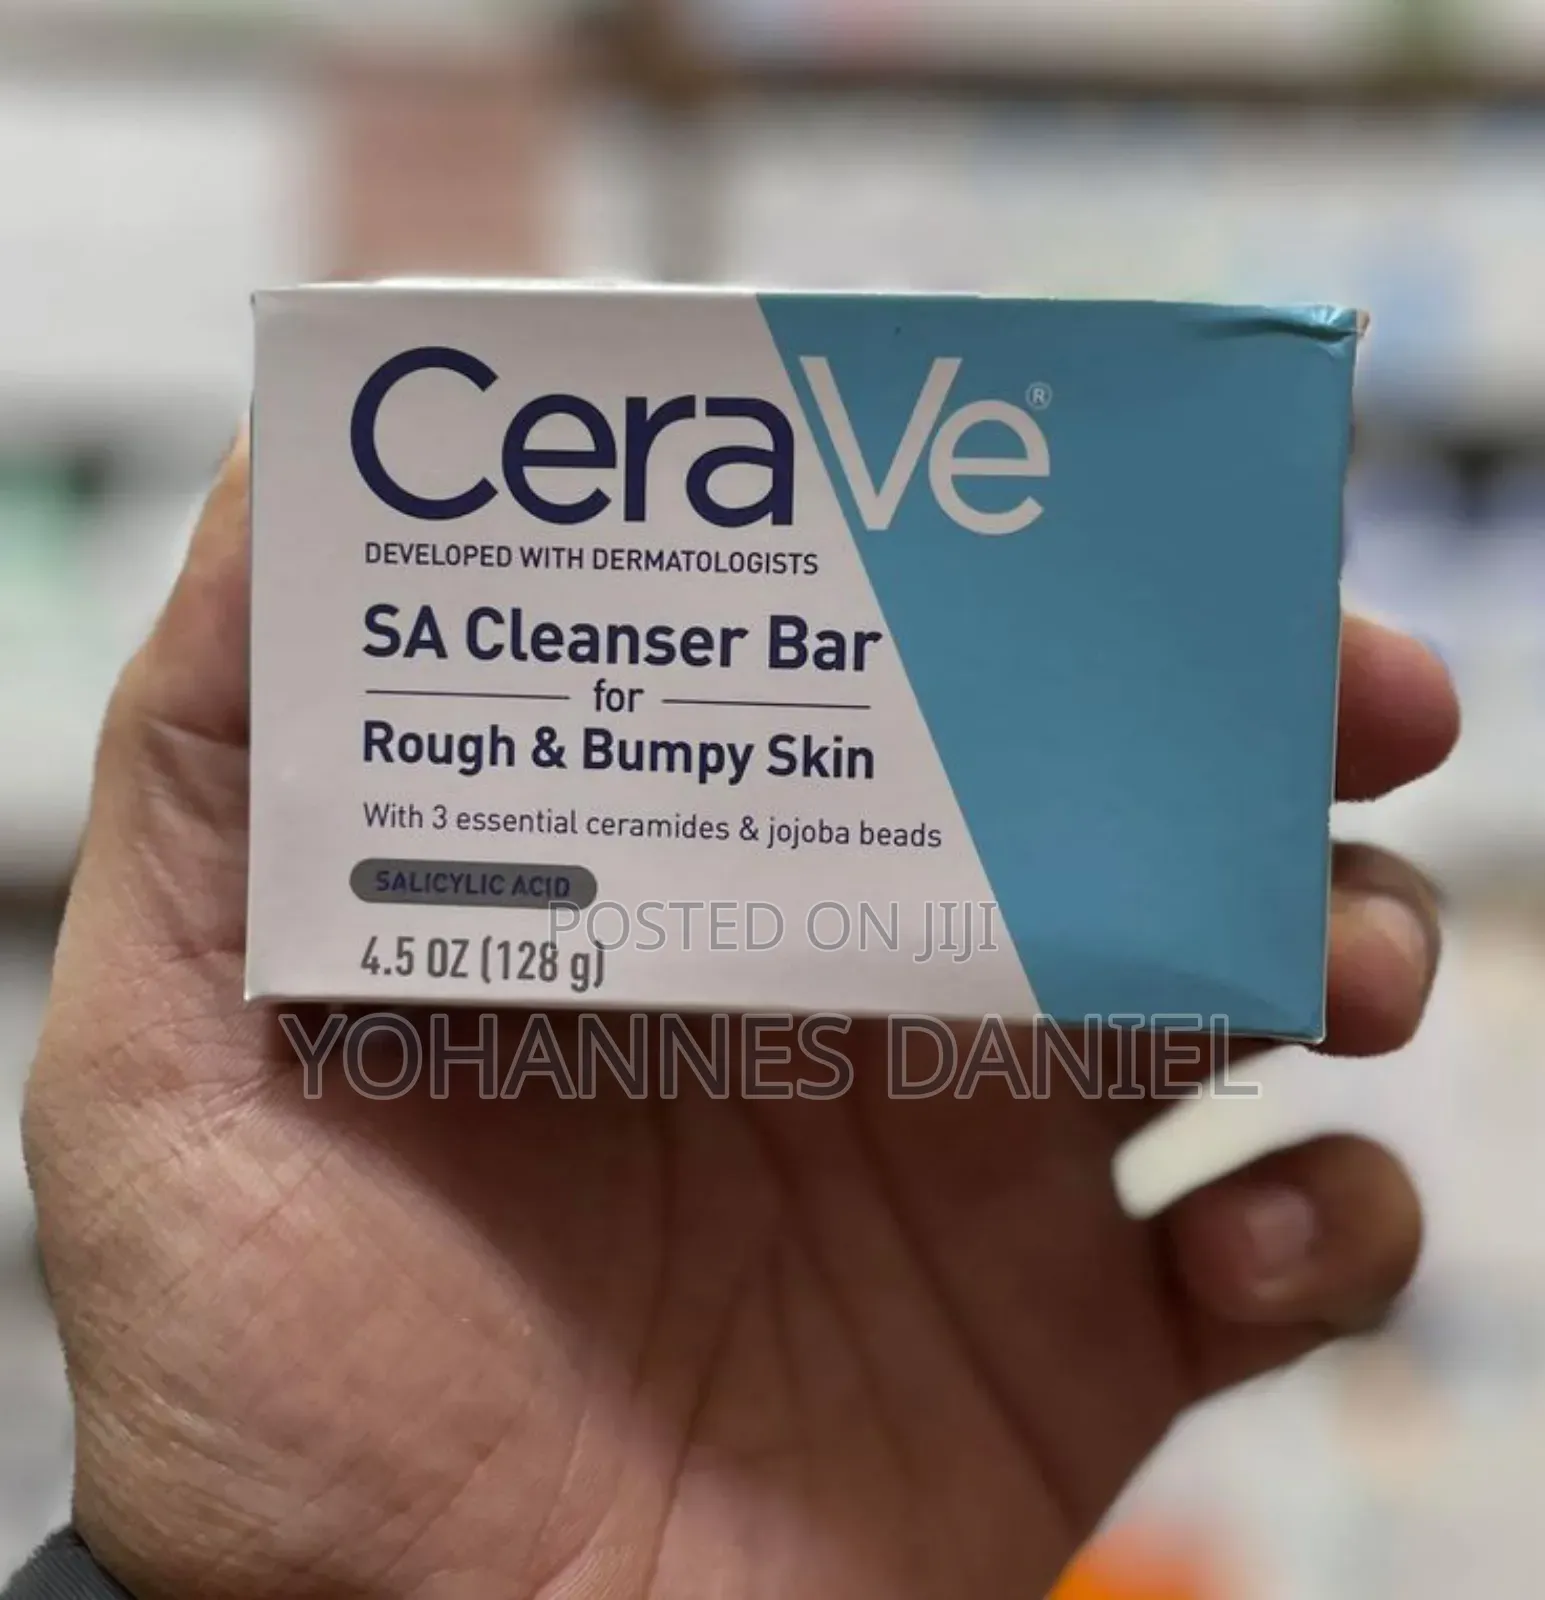 CeraVe®
DEVELOPED WITH DERMATOLOGISTS
SA Cleanser Bar
for
Rough & Bumpy Skin
With 3 essential ceramides & jojoba beads
SALICYLIC ACID
POSTED ON JIJI
4.5 OZ (128 g)
YOHANNES DANIEL